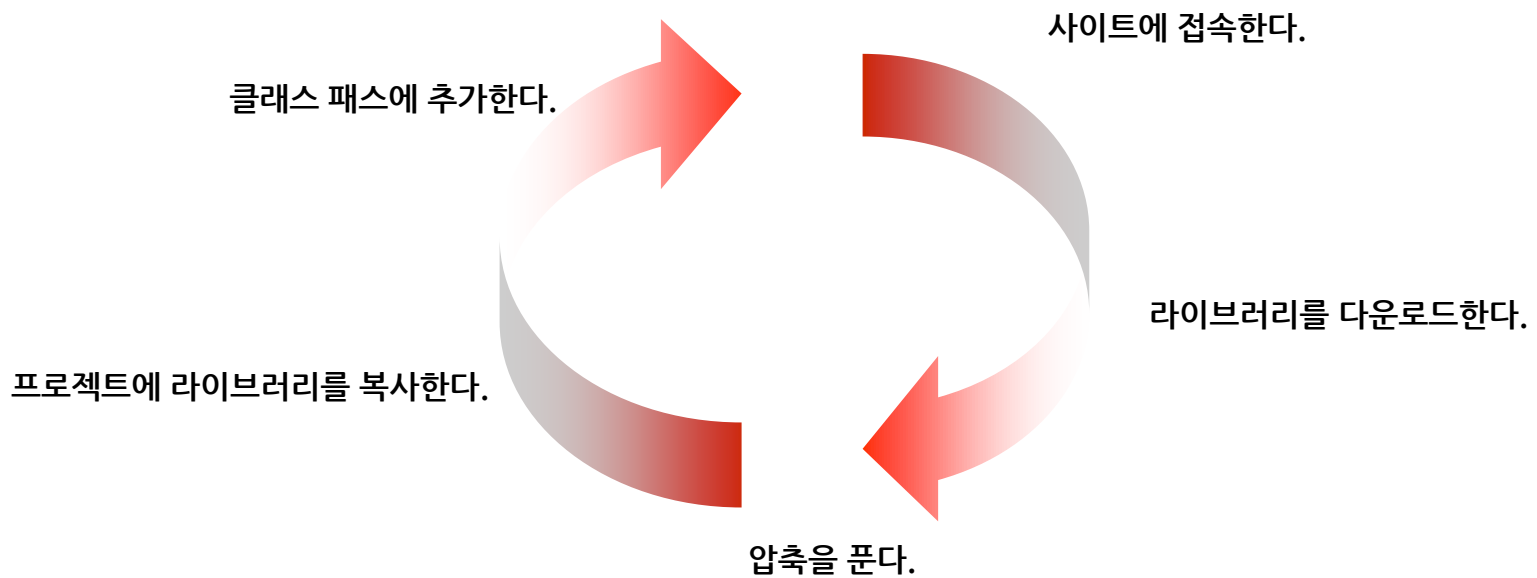 사이트에 접속한다.
라이브러리를 다운로드한다.
압축을 푼다.
프로젝트에 라이브러리를 복사한다.
클래스 패스에 추가한다.